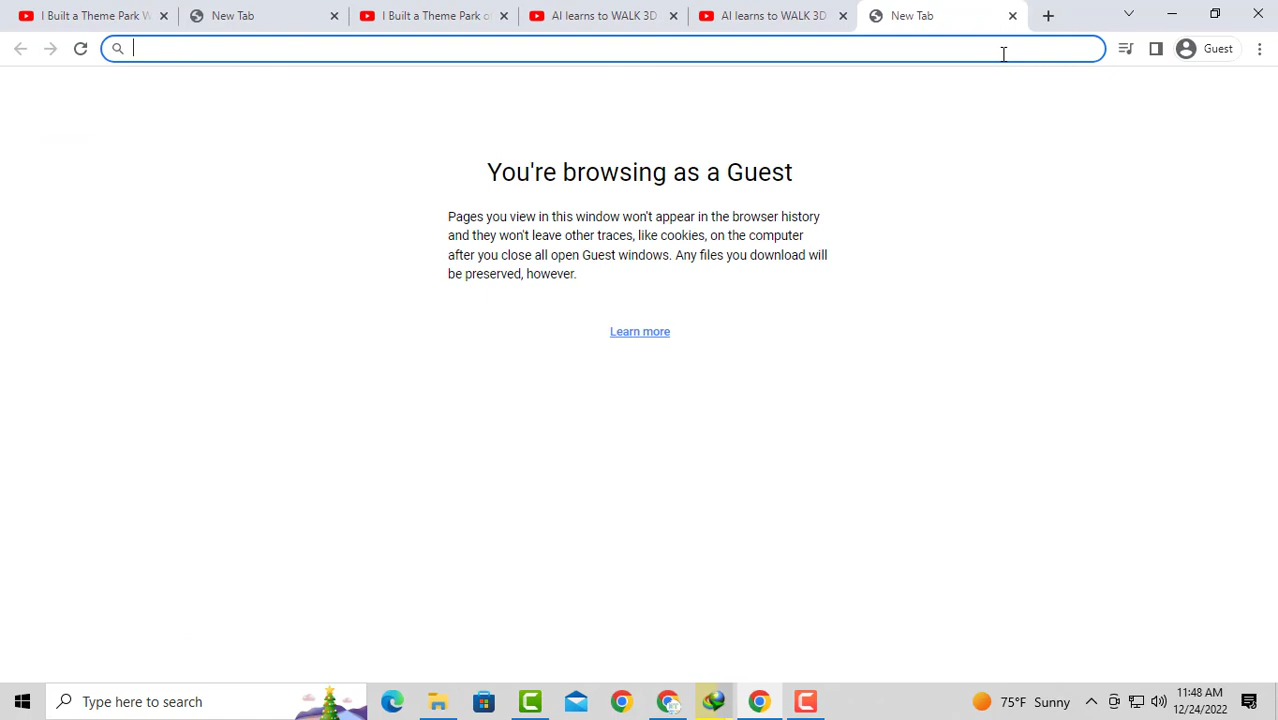 I Built a Theme Park W
New Tab
I Built a Theme Park o
AI learns to WALK 3D
AI learns to WALK 3D
New Tab
Guest
You're browsing as a Guest
Pages you view in this window won't appear in the browser history
and they won't leave other traces, like cookies, on the computer
after you close all open Guest windows. Any files you download will
be preserved, however.
Learn more
Type here to search
75°F Sunny
11:48 AM
12/24/2022